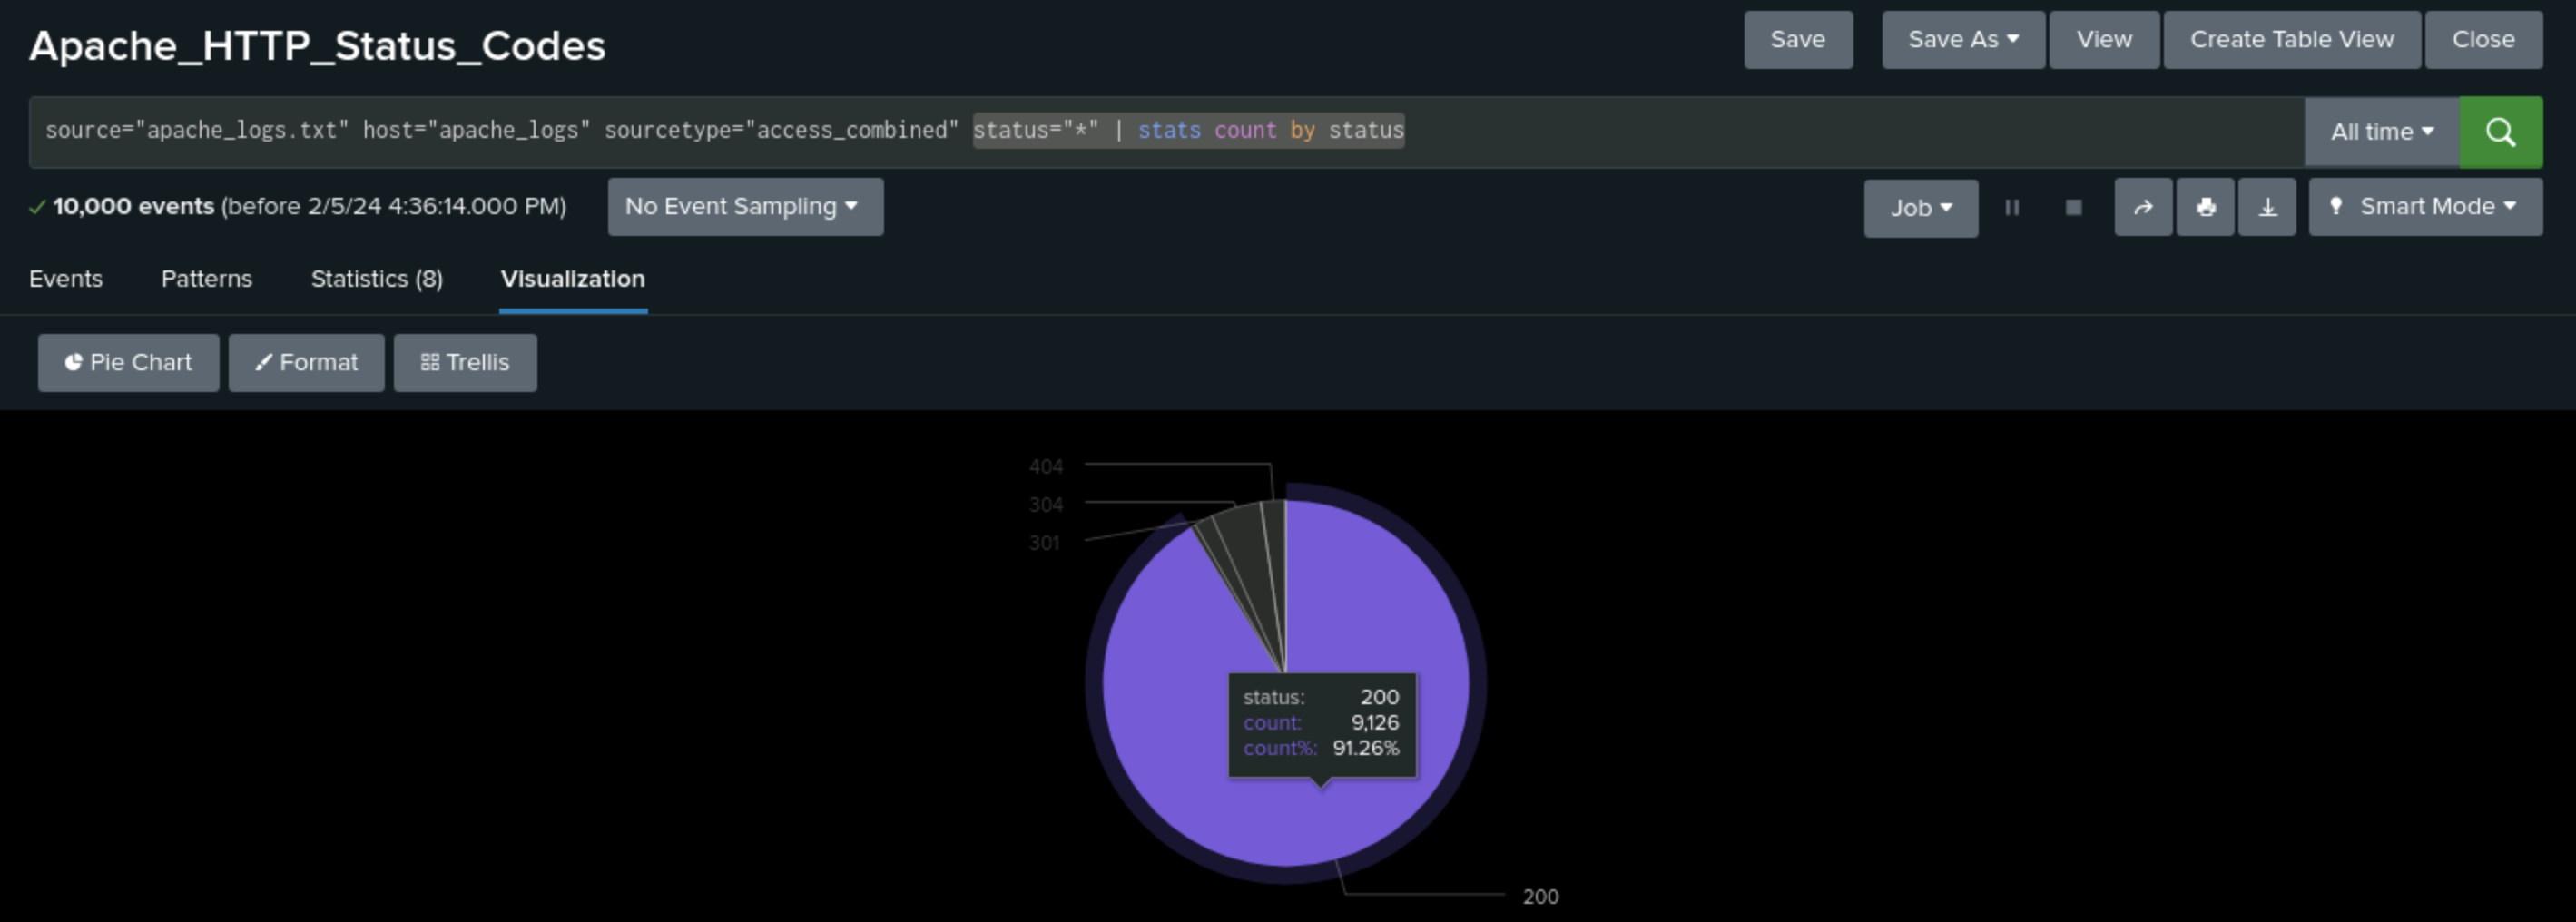 Apache_HTTP_Status_Codes
Save
Save As
View
Create Table View
Close
source="apache_logs.txt" host="apache_logs" sourcetype="access_combined" status="*" | stats count by status
All time
10,000 events (before 2/5/24 4:36:14.000 PM)
No Event Sampling
Job
Smart Mode
Events
Patterns
Statistics (8)
Visualization
Pie Chart
Format
Trellis
404
304
301
status: 200
count: 9,126
count%: 91.26%
200